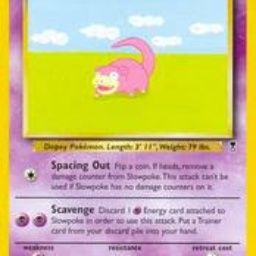 Dopey Pokémon. Length: 3' 11", Weight: 79 lbs.
Spacing Out Flip a coin. If heads, remove a
damage counter from Slowpoke. This attack can't be
used if Slowpoke has no damage counters on it.
Scavenge Discard 1 Energy card attached to
Slowpoke in order to use this attack. Put a Trainer
card from your discard pile into your hand.
weakness resistance retreat cost